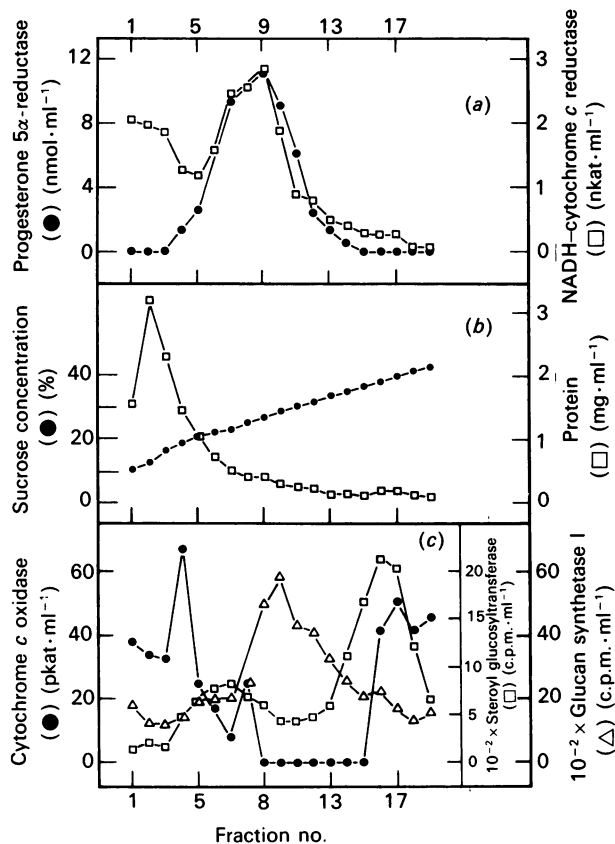 1 5 9 13 17
Progesterone 5α-reductase
(●) (nmol·ml⁻¹)
12
8
4
0
(a)
3
2
1
0
NADH–cytochrome c reductase
(□) (nkat·ml⁻¹)
Sucrose concentration
(●) (%)
40
20
0
(b)
3
2
1
0
Protein
(□) (mg·ml⁻¹)
Cytochrome c oxidase
(●) (pkat·ml⁻¹)
60
40
20
0
(c)
20
15
10
5
0
10⁻² × Steroyl glucosyltransferase
(□) (c.p.m.·ml⁻¹)
60
40
20
0
10⁻² × Glucan synthetase I
(△) (c.p.m.·ml⁻¹)
1 5 8 13 17
Fraction no.